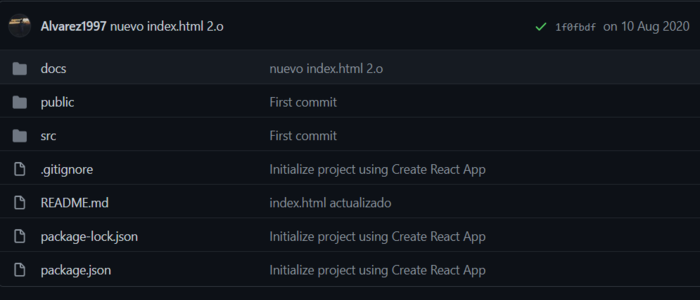 Alvarez1997 nuevo index.html 2.o 1f0fbdf on 10 Aug 2020
docs nuevo index.html 2.o
public First commit
src First commit
.gitignore Initialize project using Create React App
README.md index.html actualizado
package-lock.json Initialize project using Create React App
package.json Initialize project using Create React App